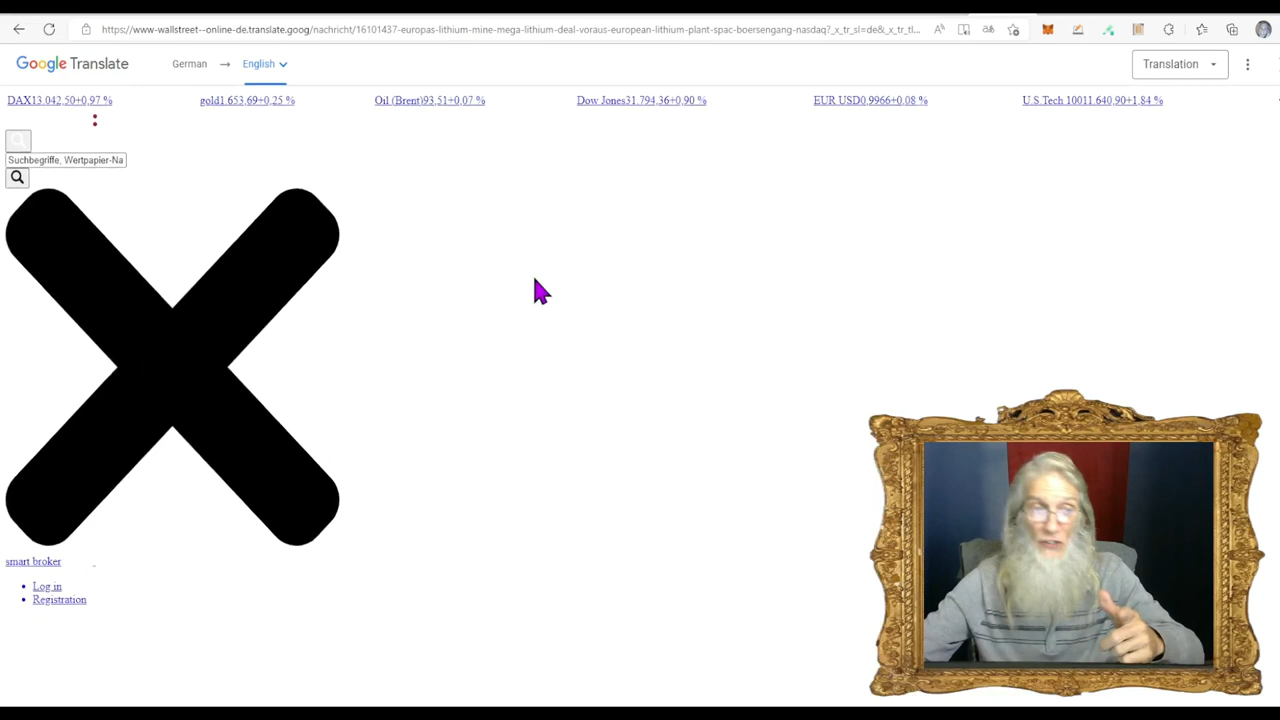 https://www-wallstreet--online-de.translate.goog/nachricht/16101437-europas-lithium-mine-mega-lithium-deal-voraus-european-lithium-plant-spac-boersengang-nasdaq?_x_tr_sl=de&_x_tr_tl...
Google Translate German → English Translation
DAX13.042,50+0,97 % gold1.653,69+0,25 % Oil (Brent)93,51+0,07 % Dow Jones31.794,36+0,90 % EUR USD0,9966+0,08 % U.S Tech 10011.640,90+1,84 %
Suchbegriffe, Wertpapier-Na
smart broker
Log in
Registration